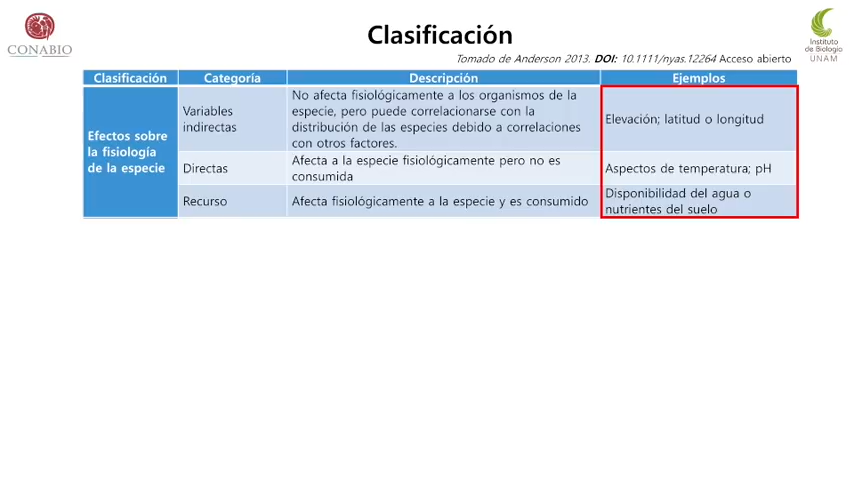 CONABIO
Clasificación
Instituto
de Biología
UNAM
Tomado de Anderson 2013. DOI: 10.1111/nyas.12264 Acceso abierto
Clasificación Categoría Descripción Ejemplos
Efectos sobre
la fisiología
de la especie
Variables
indirectas
No afecta fisiológicamente a los organismos de la
especie, pero puede correlacionarse con la
distribución de las especies debido a correlaciones
con otros factores.
Elevación; latitud o longitud
Directas
Afecta a la especie fisiológicamente pero no es
consumida
Aspectos de temperatura; pH
Recurso
Afecta fisiológicamente a la especie y es consumido
Disponibilidad del agua o
nutrientes del suelo